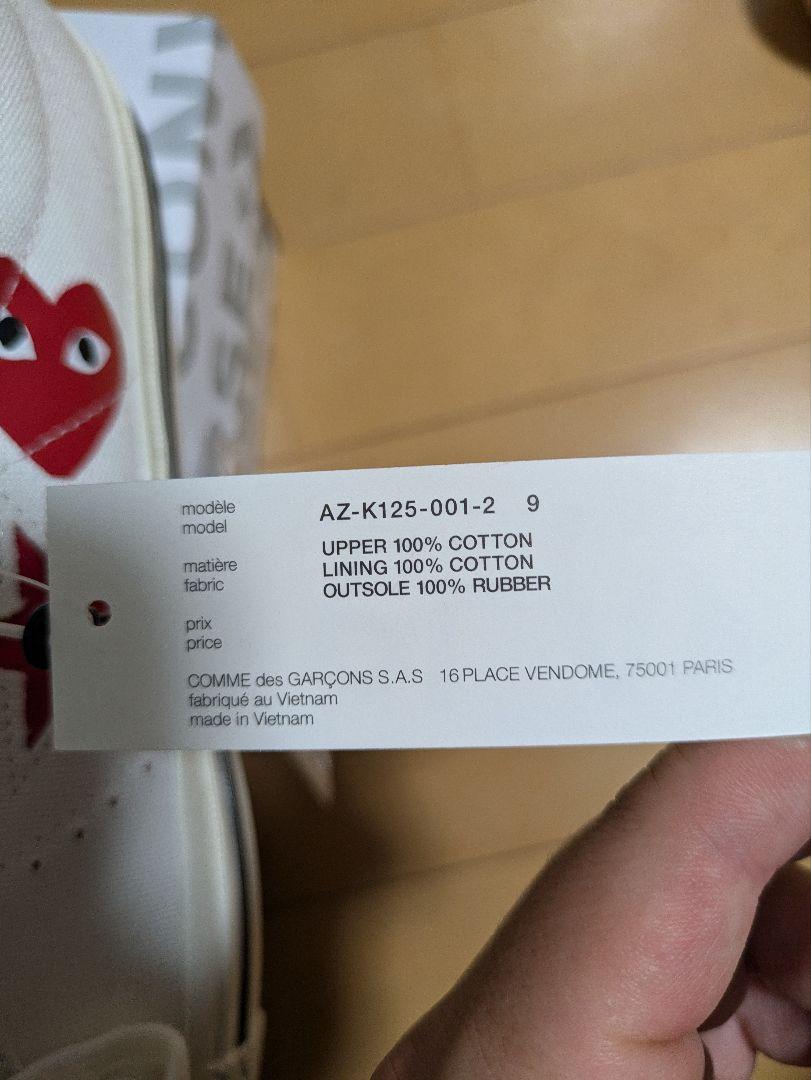 modèle
model
AZ-K125-001-2 9
matière
fabric
UPPER 100% COTTON
LINING 100% COTTON
OUTSOLE 100% RUBBER
prix
price
COMME des GARÇONS S.A.S 16 PLACE VENDOME, 75001 PARIS
fabriqué au Vietnam
made in Vietnam